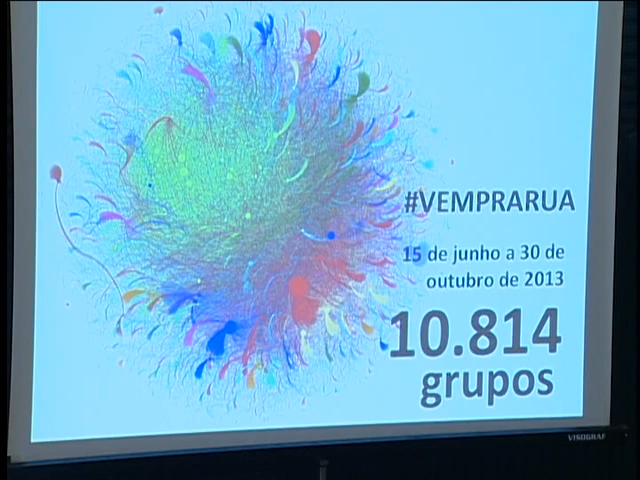 #VEMPRARUA
15 de junho a 30 de
outubro de 2013
10.814
grupos
VISOGRAF